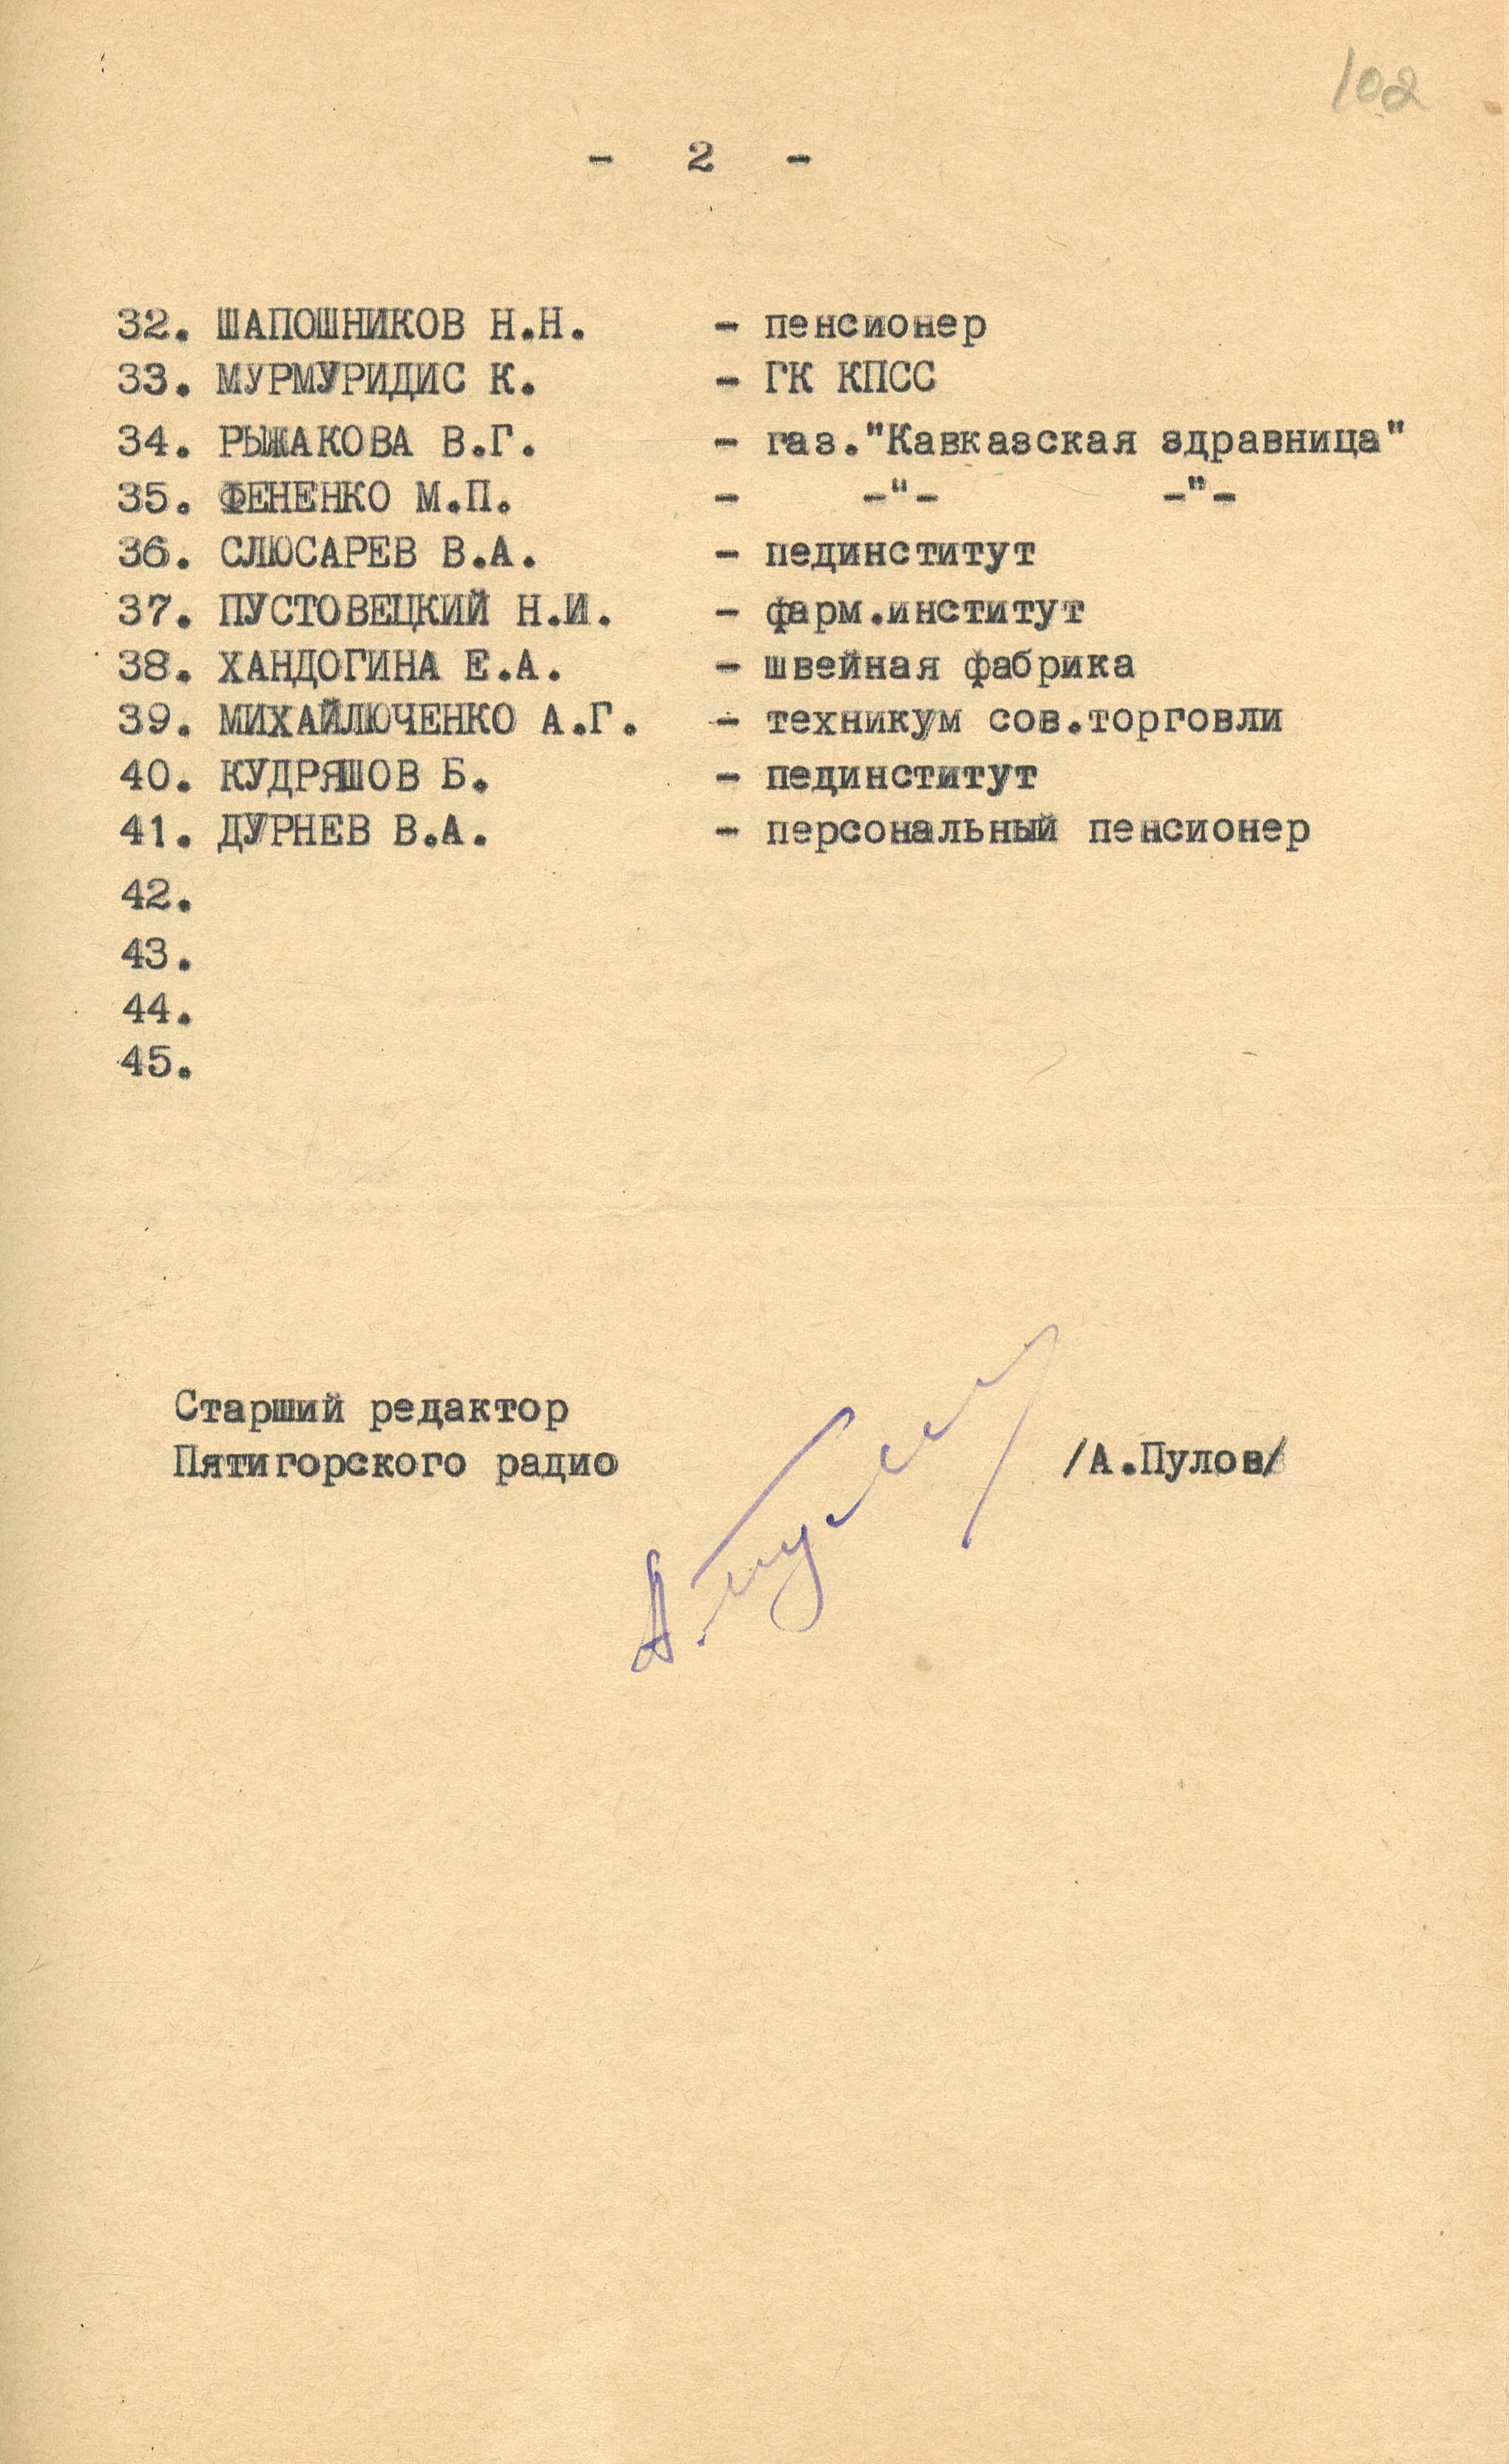 102
- 2 -
32. ШАПОШНИКОВ Н.Н. - пенсионер
33. МУРМУРИДИС К. - ГК КПСС
34. РЫЖАКОВА В.Г. - газ."Кавказская здравница"
35. ФЕНЕНКО М.П. - -"- -"-
36. СЛЮСАРЕВ В.А. - пединститут
37. ПУСТОВЕЦКИЙ Н.И. - фарм.институт
38. ХАНДОГИНА Е.А. - швейная фабрика
39. МИХАЙЛЮЧЕНКО А.Г. - техникум сов.торговли
40. КУДРЯШОВ Б. - пединститут
41. ДУРНЕВ В.А. - персональный пенсионер
42.
43.
44.
45.
Старший редактор
Пятигорского радио /А.Пулов/
А.Пулов